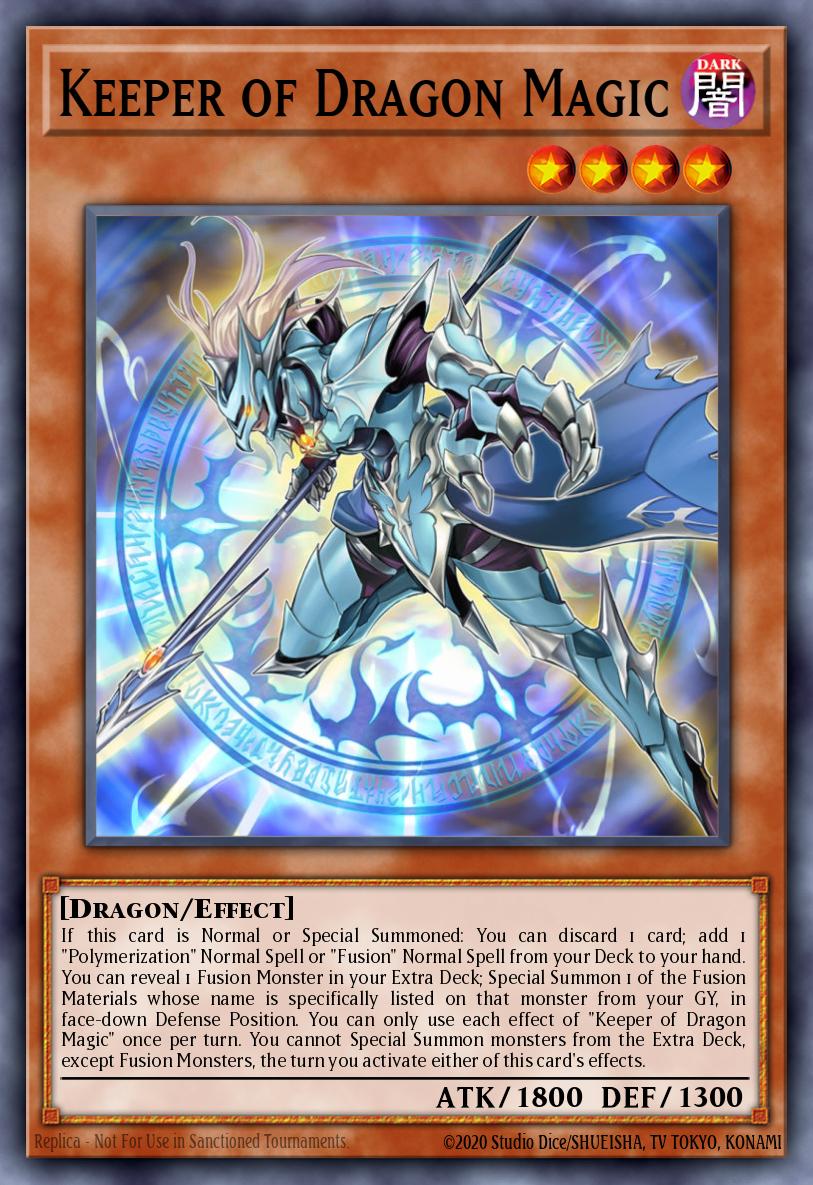 Keeper of Dragon Magic
DARK
闇
[Dragon/Effect]
If this card is Normal or Special Summoned: You can discard 1 card; add 1
"Polymerization" Normal Spell or "Fusion" Normal Spell from your Deck to your hand.
You can reveal 1 Fusion Monster in your Extra Deck; Special Summon 1 of the Fusion
Materials whose name is specifically listed on that monster from your GY, in
face-down Defense Position. You can only use each effect of "Keeper of Dragon
Magic" once per turn. You cannot Special Summon monsters from the Extra Deck,
except Fusion Monsters, the turn you activate either of this card's effects.
ATK/1800 DEF/1300
Replica - Not For Use in Sanctioned Tournaments.
©2020 Studio Dice/SHUEISHA, TV TOKYO, KONAMI